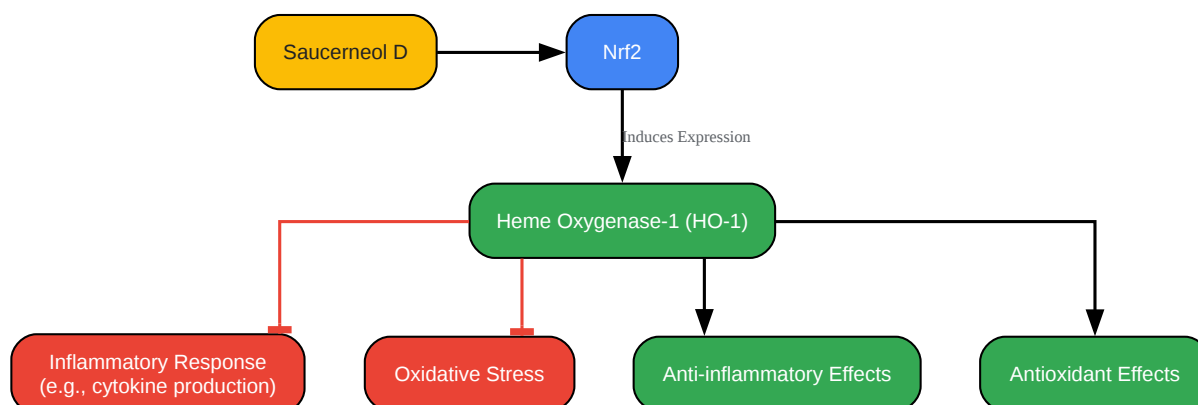 Saucerneol D
Nrf2
Induces Expression
Heme Oxygenase-1 (HO-1)
Inflammatory Response
(e.g., cytokine production)
Oxidative Stress
Anti-inflammatory Effects
Antioxidant Effects